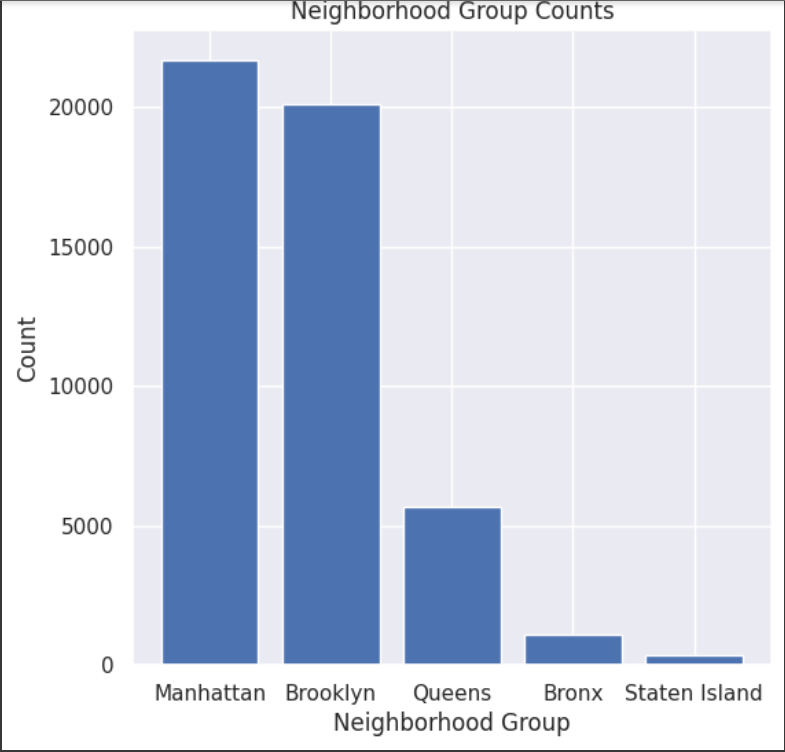 Neighborhood Group Counts
20000
15000
10000
5000
0
Count
Manhattan Brooklyn Queens Bronx Staten Island
Neighborhood Group